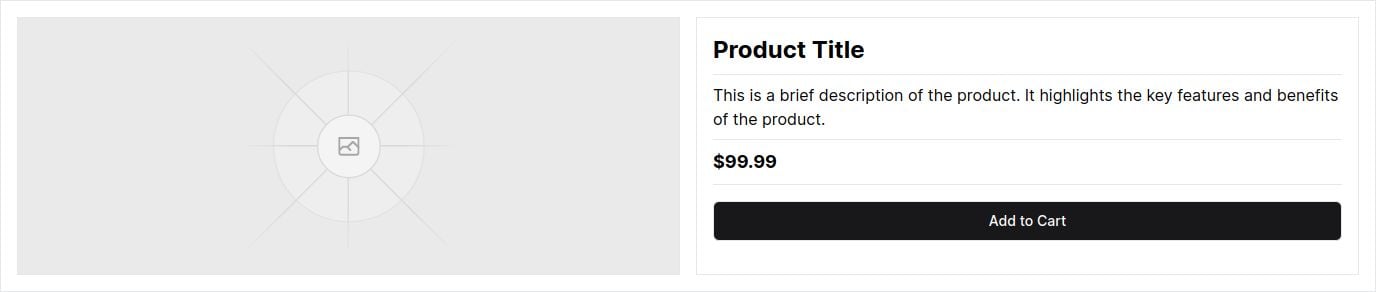 Product Title
This is a brief description of the product. It highlights the key features and benefits
of the product.
$99.99
Add to Cart